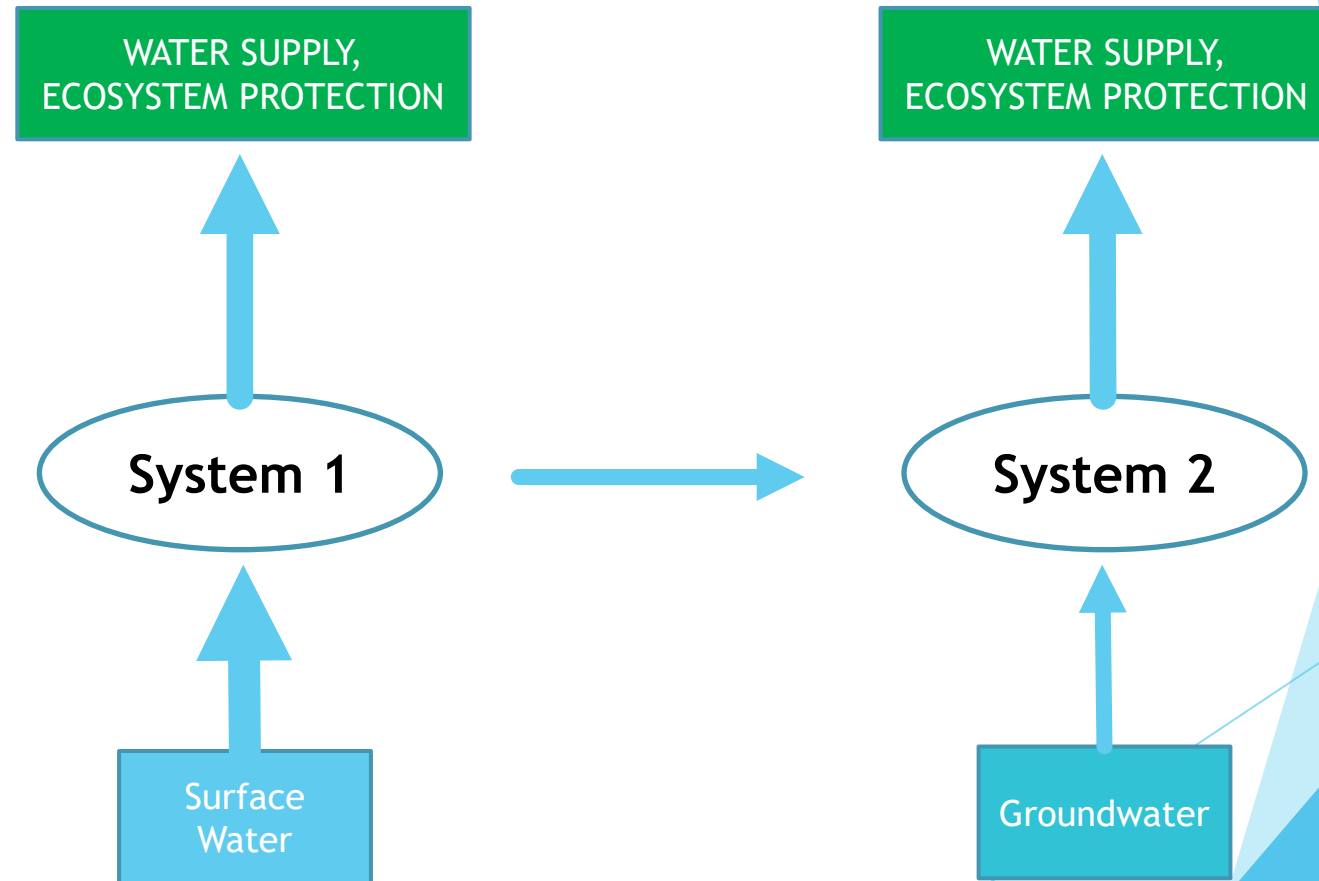 WATER SUPPLY,
ECOSYSTEM PROTECTION
WATER SUPPLY,
ECOSYSTEM PROTECTION
System 1
System 2
Surface
Water
Groundwater